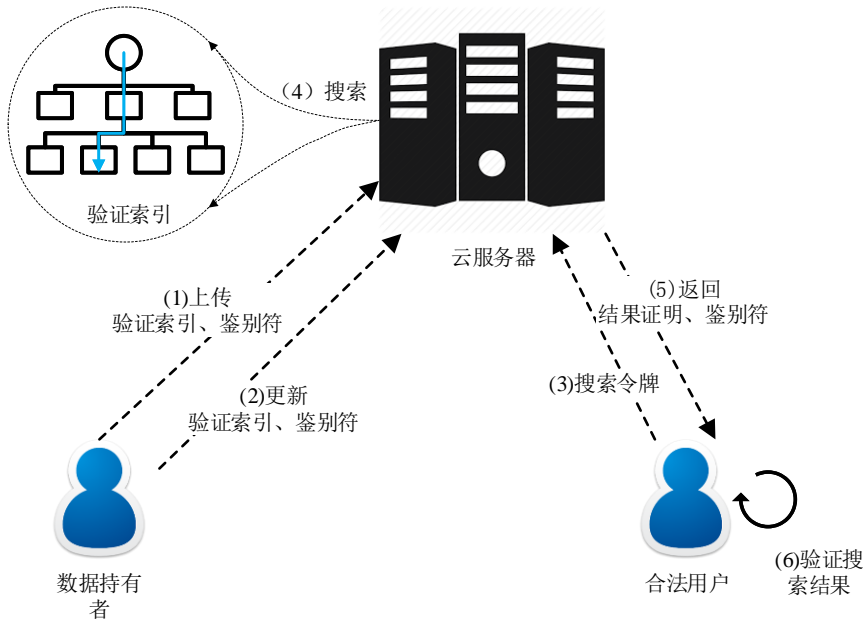 （4）搜索
验证索引
云服务器
(1)上传
验证索引、鉴别符
(5)返回
结果证明、鉴别符
(2)更新
验证索引、鉴别符
(3)搜索令牌
数据持有
者
合法用户
(6)验证搜
索结果